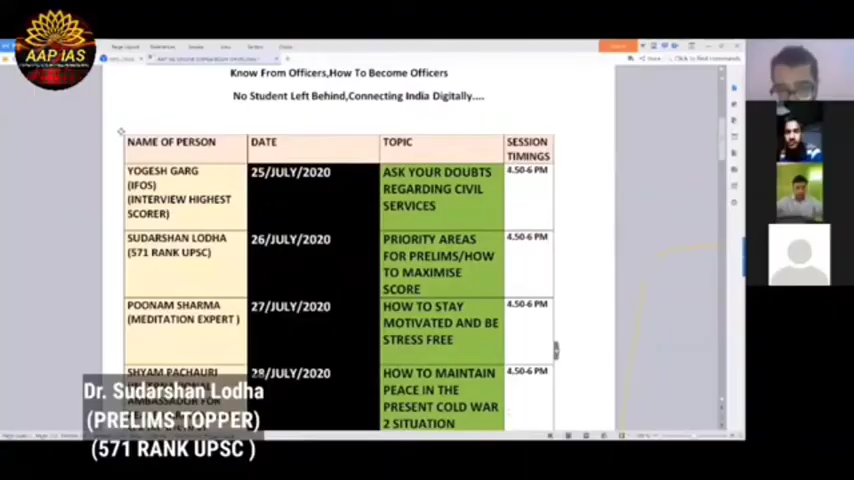 AAP IAS
Know From Officers,How To Become Officers
No Student Left Behind,Connecting India Digitally....
NAME OF PERSON
DATE
TOPIC
SESSION
TIMINGS
YOGESH GARG
(IFOS)
(INTERVIEW HIGHEST
SCORER)
25/JULY/2020
ASK YOUR DOUBTS
REGARDING CIVIL
SERVICES
4.50-6 PM
SUDARSHAN LODHA
(571 RANK UPSC)
26/JULY/2020
PRIORITY AREAS
FOR PRELIMS/HOW
TO MAXIMISE
SCORE
4.50-6 PM
POONAM SHARMA
(MEDITATION EXPERT )
27/JULY/2020
HOW TO STAY
MOTIVATED AND BE
STRESS FREE
4.50-6 PM
SHYAM PACHAURI
AMBASSADOR FOR
28/JULY/2020
HOW TO MAINTAIN
PEACE IN THE
PRESENT COLD WAR
2 SITUATION
4.50-6 PM
Dr. Sudarshan Lodha
(PRELIMS TOPPER)
(571 RANK UPSC )